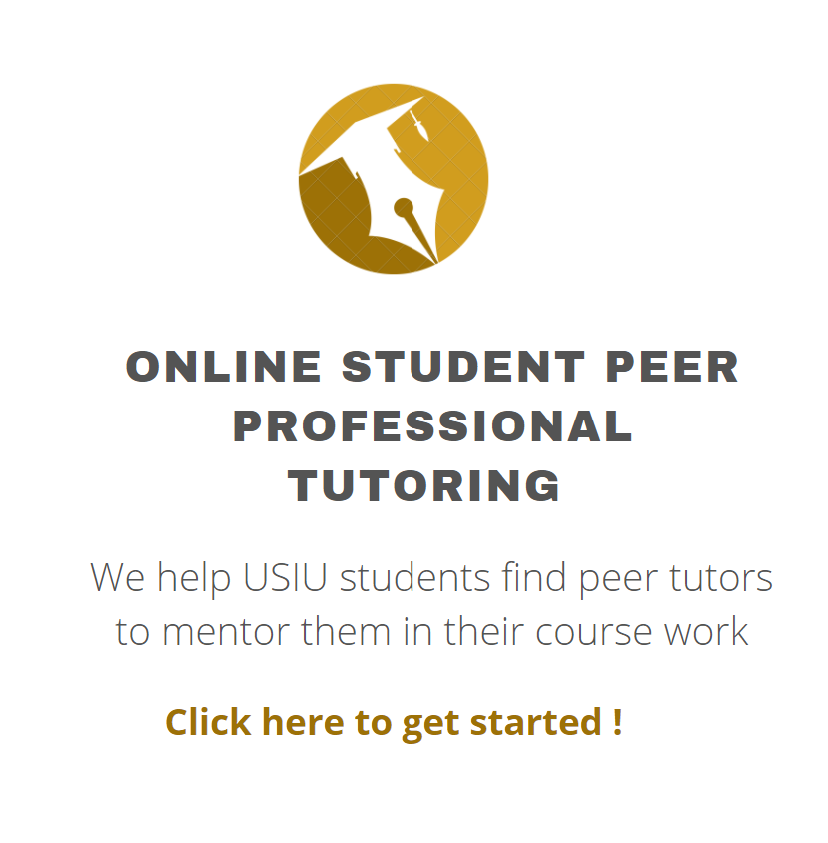 ONLINE STUDENT PEER
PROFESSIONAL
TUTORING
We help USIU students find peer tutors
to mentor them in their course work
Click here to get started !